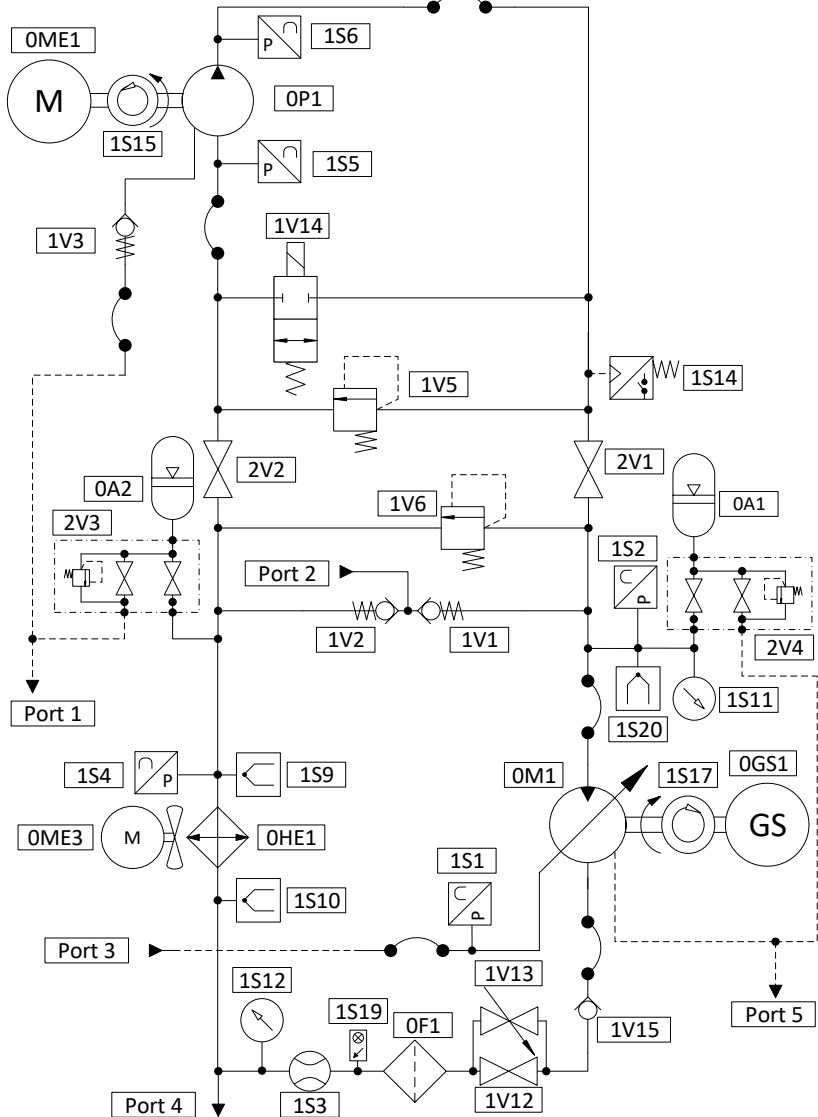 1S6
0ME1
P
M
0P1
1S15
1S5
P
1V14
1V3
1V5
1S14
2V2
2V1
0A2
0A1
1V6
2V3
1S2
Port 2
P
1V2
1V1
2V4
1S11
Port 1
1S20
1S4
P
1S9
0M1
1S17
0GS1
0ME3
M
0HE1
GS
1S1
1S10
P
Port 3
1V13
1S12
1S19
0F1
Port 5
1V15
Port 4
1S3
1V12